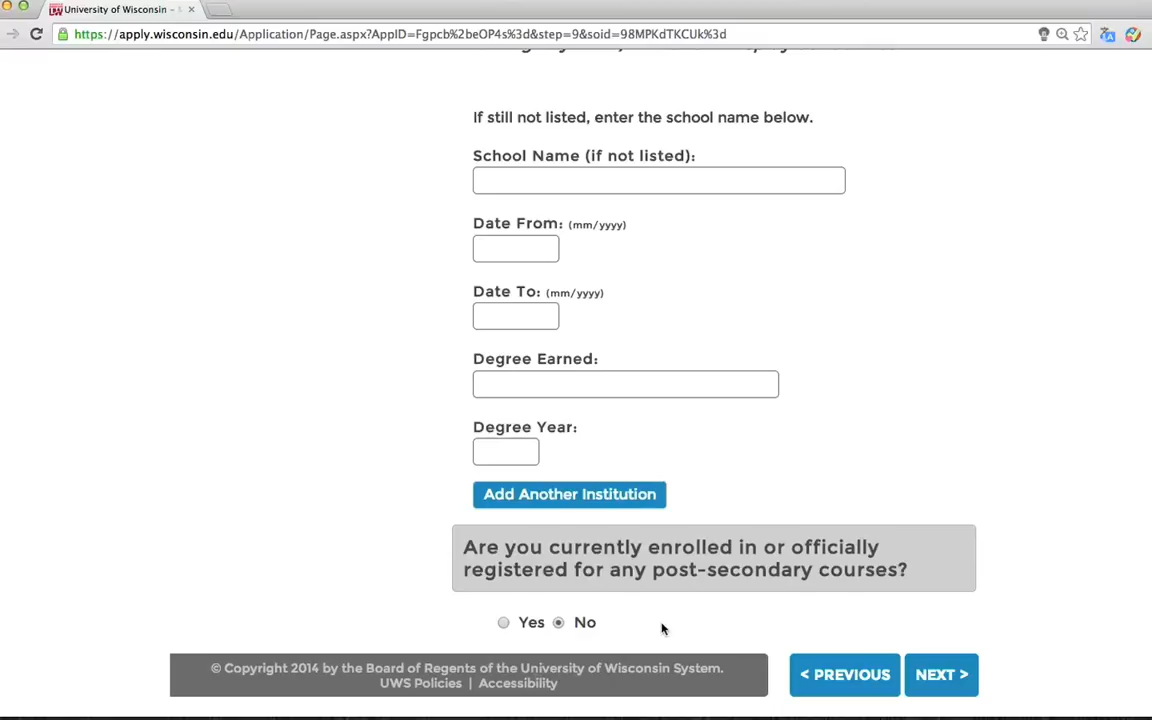 University of Wisconsin –
https://apply.wisconsin.edu/Application/Page.aspx?AppID=Fgpcb%2beOP4s%3d&step=9&soid=98MPKdTKCUk%3d
If still not listed, enter the school name below.
School Name (if not listed):
Date From: (mm/yyyy)
Date To: (mm/yyyy)
Degree Earned:
Degree Year:
Add Another Institution
Are you currently enrolled in or officially
registered for any post-secondary courses?
Yes No
© Copyright 2014 by the Board of Regents of the University of Wisconsin System.
UWS Policies | Accessibility
< PREVIOUS
NEXT >